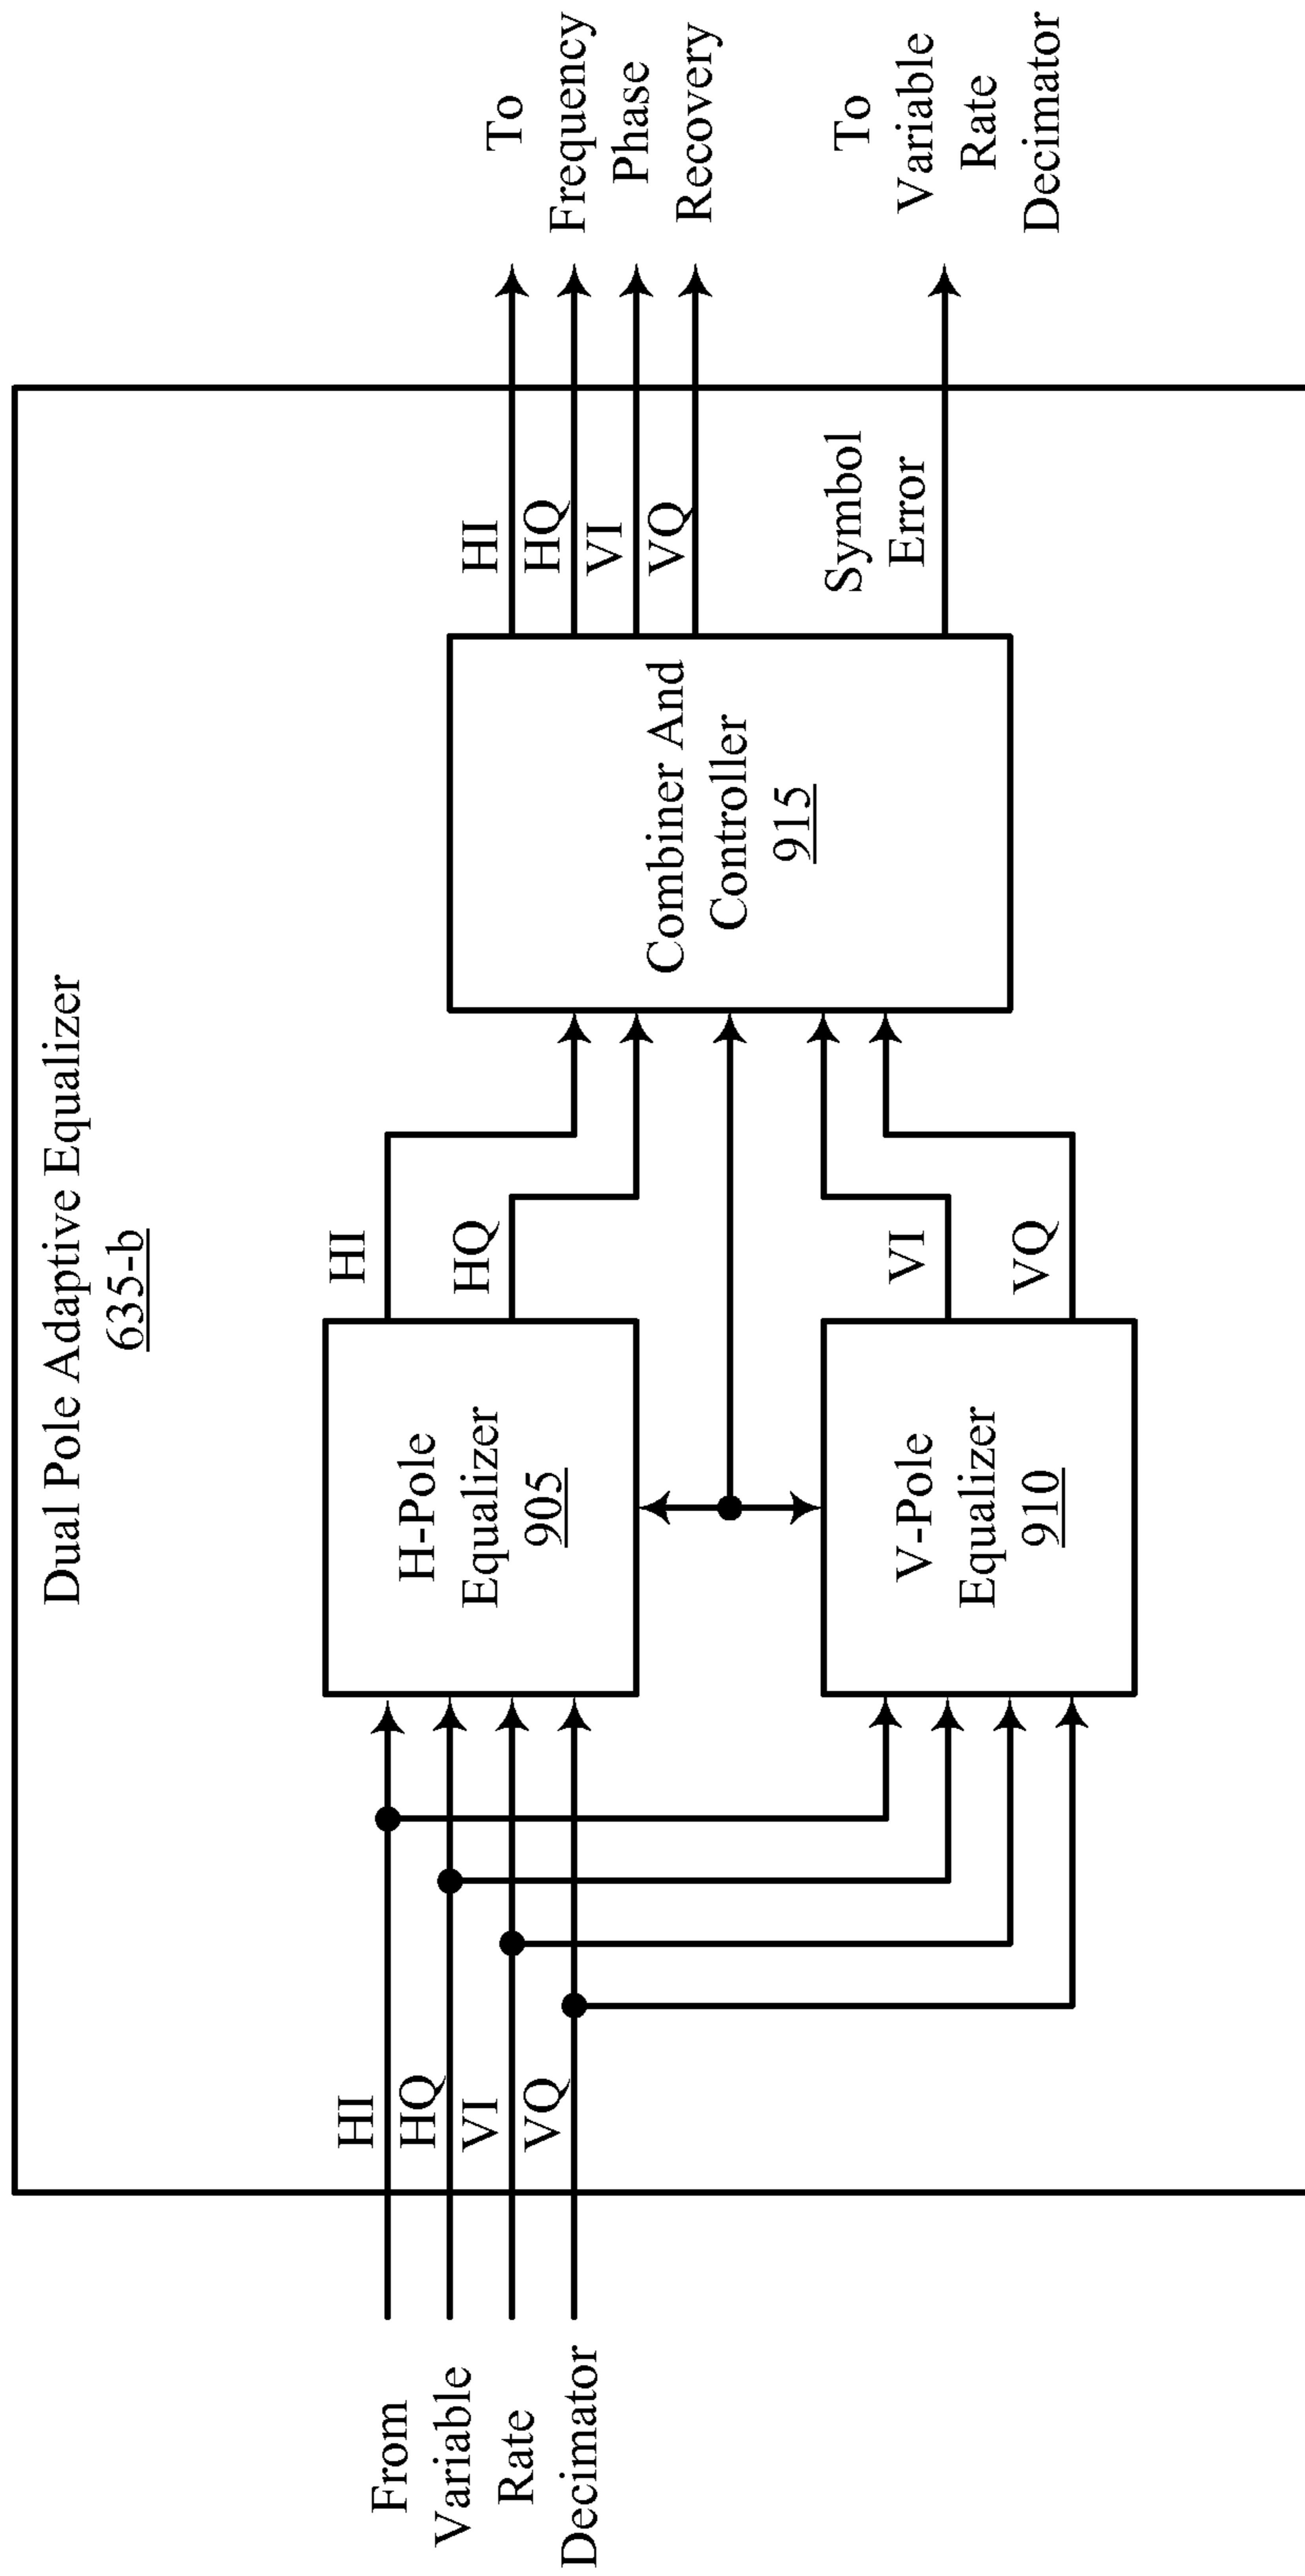 Dual Pole Adaptive Equalizer
635-b
From
Variable
Rate
Decimator
HI
HQ
VI
VQ
H-Pole
Equalizer
905
V-Pole
Equalizer
910
HI
HQ
VI
VQ
Combiner And
Controller
915
HI
HQ
VI
VQ
Symbol
Error
To
Frequency
Phase
Recovery
To
Variable
Rate
Decimator